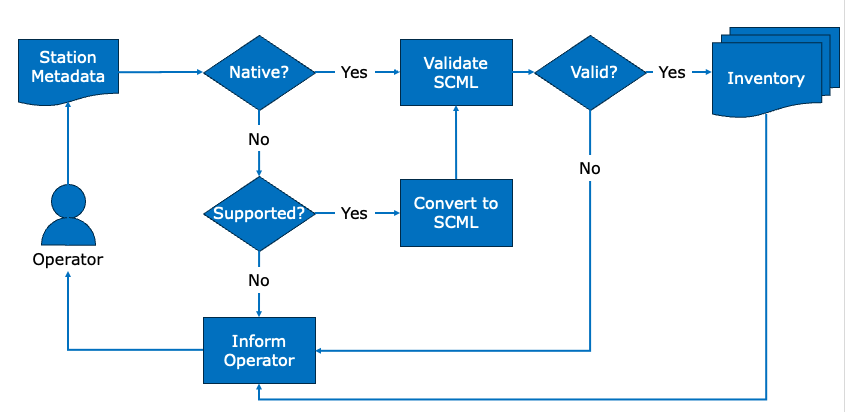 Station
Metadata
Native?
Yes
Validate
SCML
Valid?
Yes
Inventory
No
No
Supported?
Yes
Convert to
SCML
Operator
No
Inform
Operator